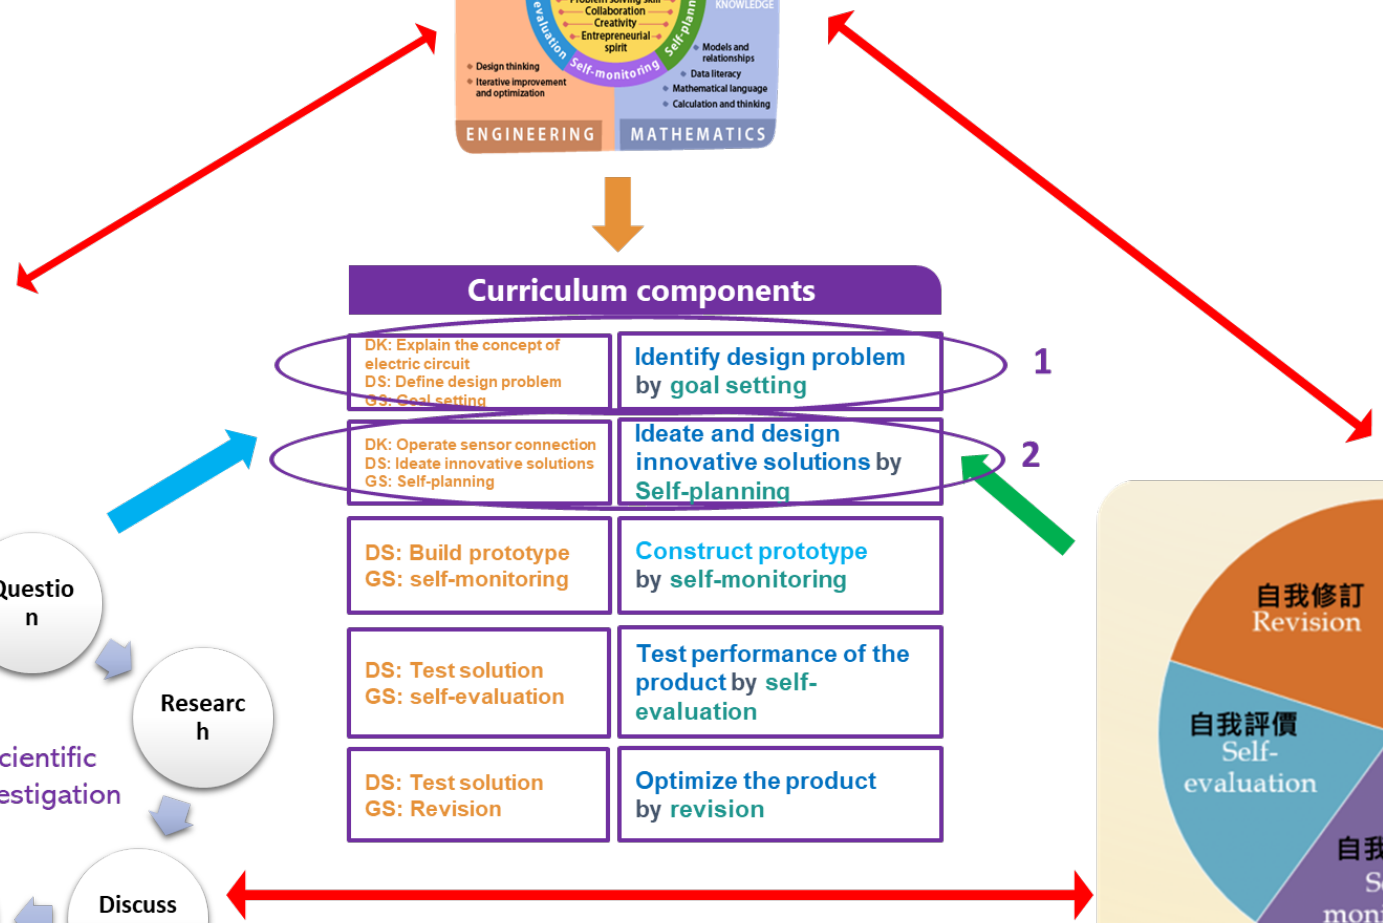 Problem solving skill
Collaboration
Creativity
Entrepreneurial
spirit
evaluation
Self-monitoring
Self-plann
KNOWLEDGE
Design thinking
Iterative improvement
and optimization
Models and
relationships
Data literacy
Mathematical language
Calculation and thinking
ENGINEERING
MATHEMATICS
Curriculum components
DK: Explain the concept of
electric circuit
DS: Define design problem
GS: Goal setting
Identify design problem
by goal setting
1
DK: Operate sensor connection
DS: Ideate innovative solutions
GS: Self-planning
Ideate and design
innovative solutions by
Self-planning
2
DS: Build prototype
GS: self-monitoring
Construct prototype
by self-monitoring
DS: Test solution
GS: self-evaluation
Test performance of the
product by self-
evaluation
DS: Test solution
GS: Revision
Optimize the product
by revision
Questio
n
Researc
h
cientific
estigation
Discuss
自我修訂
Revision
自我評價
Self-
evaluation
自我
S
moni